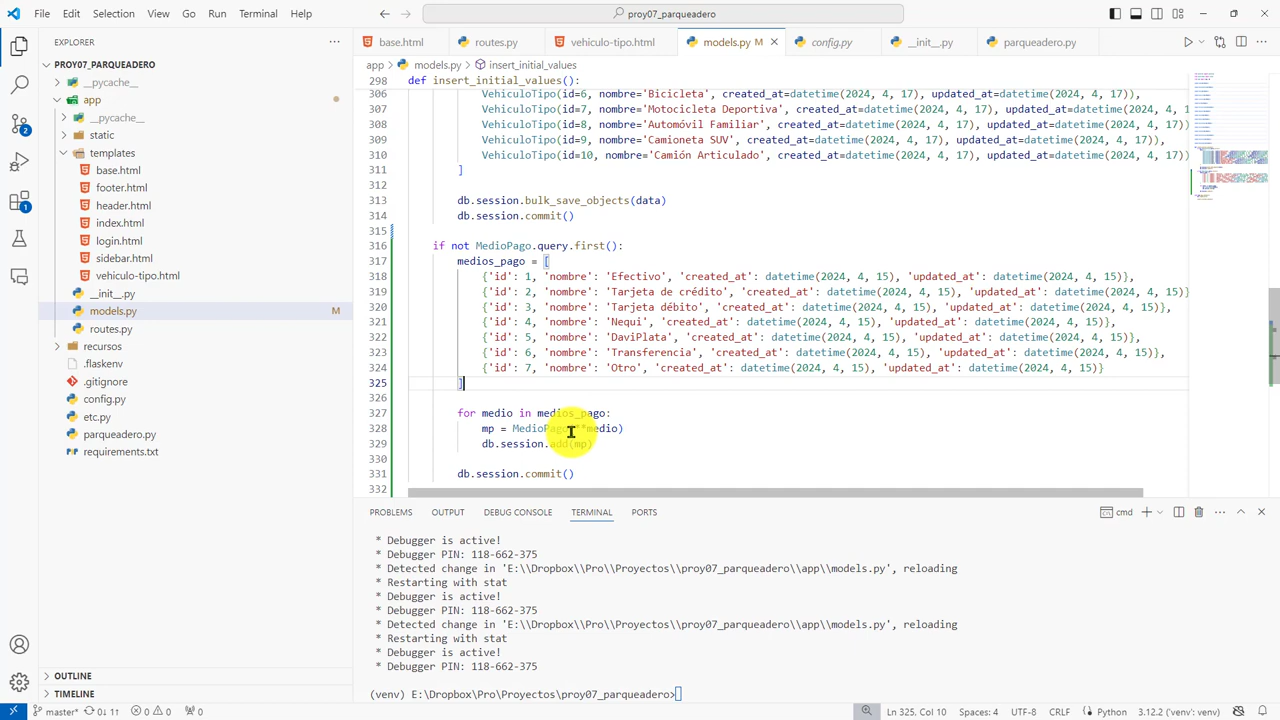 File Edit Selection View Go Run Terminal Help
proy07_parqueadero
EXPLORER
PROY07_PARQUEADERO
__pycache__
app
__pycache__
static
templates
base.html
footer.html
header.html
index.html
login.html
sidebar.html
vehiculo-tipo.html
__init__.py
models.py M
routes.py
recursos
.flaskenv
.gitignore
config.py
etc.py
parqueadero.py
requirements.txt
OUTLINE
TIMELINE
base.html routes.py vehiculo-tipo.html models.py M config.py __init__.py parqueadero.py
app > models.py > insert_initial_values
298 def insert_initial_values():
306 VehiculoTipo(id=6, nombre='Bicicleta', created_at=datetime(2024, 4, 17), updated_at=datetime(2024, 4, 17)),
307 VehiculoTipo(id=7, nombre='Motocicleta Deportiva', created_at=datetime(2024, 4, 17), updated_at=datetime(2024, 4, 1
308 VehiculoTipo(id=8, nombre='Automóvil Familiar', created_at=datetime(2024, 4, 17), updated_at=datetime(2024, 4, 17))
309 VehiculoTipo(id=9, nombre='Camioneta SUV', created_at=datetime(2024, 4, 17), updated_at=datetime(2024, 4, 17)),
310 VehiculoTipo(id=10, nombre='Camión Articulado', created_at=datetime(2024, 4, 17), updated_at=datetime(2024, 4, 17))
311 ]
312
313 db.session.bulk_save_objects(data)
314 db.session.commit()
315
316 if not MedioPago.query.first():
317 medios_pago = [
318 {'id': 1, 'nombre': 'Efectivo', 'created_at': datetime(2024, 4, 15), 'updated_at': datetime(2024, 4, 15)},
319 {'id': 2, 'nombre': 'Tarjeta de crédito', 'created_at': datetime(2024, 4, 15), 'updated_at': datetime(2024, 4, 15)}
320 {'id': 3, 'nombre': 'Tarjeta débito', 'created_at': datetime(2024, 4, 15), 'updated_at': datetime(2024, 4, 15)},
321 {'id': 4, 'nombre': 'Nequi', 'created_at': datetime(2024, 4, 15), 'updated_at': datetime(2024, 4, 15)},
322 {'id': 5, 'nombre': 'DaviPlata', 'created_at': datetime(2024, 4, 15), 'updated_at': datetime(2024, 4, 15)},
323 {'id': 6, 'nombre': 'Transferencia', 'created_at': datetime(2024, 4, 15), 'updated_at': datetime(2024, 4, 15)},
324 {'id': 7, 'nombre': 'Otro', 'created_at': datetime(2024, 4, 15), 'updated_at': datetime(2024, 4, 15)}
325 ]
326
327 for medio in medios_pago:
328 mp = MedioPago(**medio)
329 db.session.add(mp)
330
331 db.session.commit()
332
PROBLEMS OUTPUT DEBUG CONSOLE TERMINAL PORTS
cmd
* Debugger is active!
* Debugger PIN: 118-662-375
* Detected change in 'E:\\Dropbox\\Pro\\Proyectos\\proy07_parqueadero\\app\\models.py', reloading
* Restarting with stat
* Debugger is active!
* Debugger PIN: 118-662-375
* Detected change in 'E:\\Dropbox\\Pro\\Proyectos\\proy07_parqueadero\\app\\models.py', reloading
* Restarting with stat
* Debugger is active!
* Debugger PIN: 118-662-375
(venv) E:\Dropbox\Pro\Proyectos\proy07_parqueadero>
2
1
master* 0↓ 1↑ 0 0 0
Ln 325, Col 10 Spaces: 4 UTF-8 CRLF Python 3.12.2 ('venv': venv)